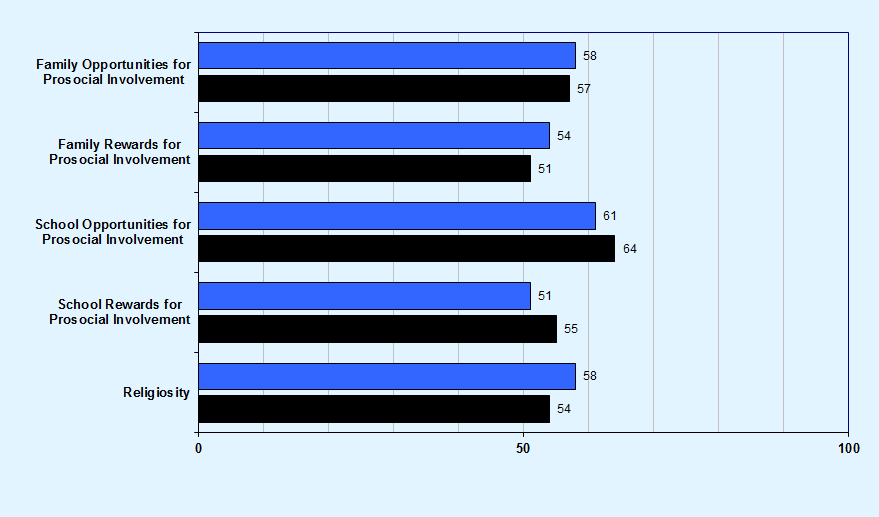 Family Opportunities for
Prosocial Involvement
58
57
Family Rewards for
Prosocial Involvement
54
51
School Opportunities for
Prosocial Involvement
61
64
School Rewards for
Prosocial Involvement
51
55
Religiosity
58
54
0
50
100